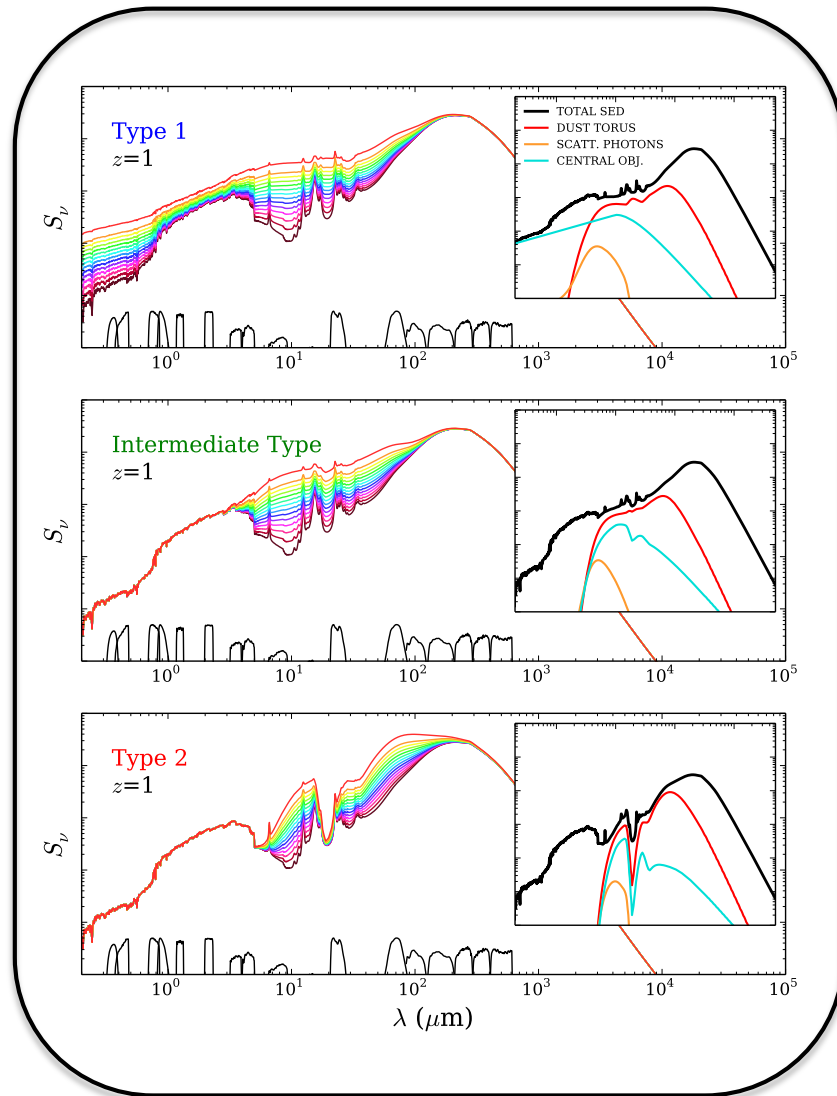 Type 1
z=1
TOTAL SED
DUST TORUS
SCATT. PHOTONS
CENTRAL OBJ.
S_ν
10^0 10^1 10^2 10^3 10^4 10^5
Intermediate Type
z=1
S_ν
10^0 10^1 10^2 10^3 10^4 10^5
Type 2
z=1
S_ν
10^0 10^1 10^2 10^3 10^4 10^5
λ (μm)